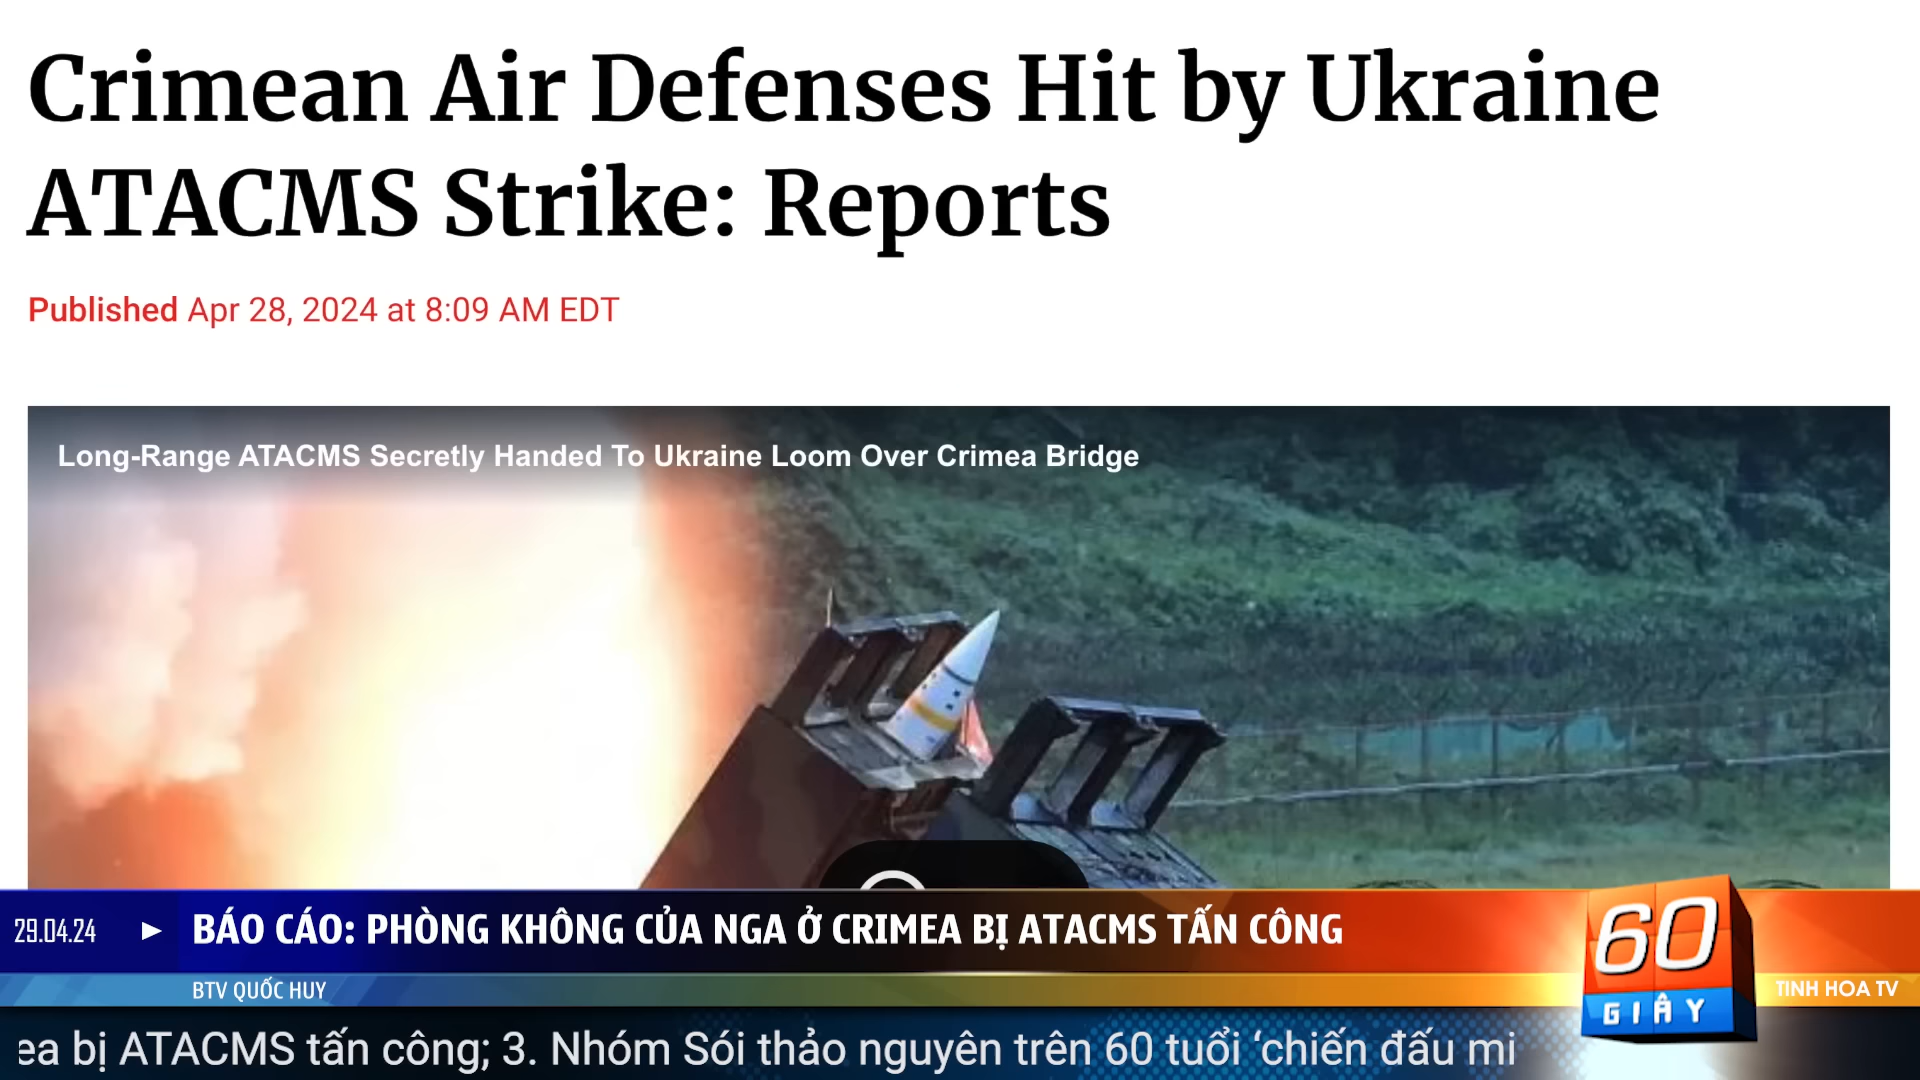 Crimean Air Defenses Hit by Ukraine
ATACMS Strike: Reports
Published Apr 28, 2024 at 8:09 AM EDT
Long-Range ATACMS Secretly Handed To Ukraine Loom Over Crimea Bridge
29.04.24
BÁO CÁO: PHÒNG KHÔNG CỦA NGA Ở CRIMEA BỊ ATACMS TẤN CÔNG
BTV QUỐC HUY
60
GIÂY
TINH HOA TV
ea bị ATACMS tấn công; 3. Nhóm Sói thảo nguyên trên 60 tuổi ‘chiến đấu mi